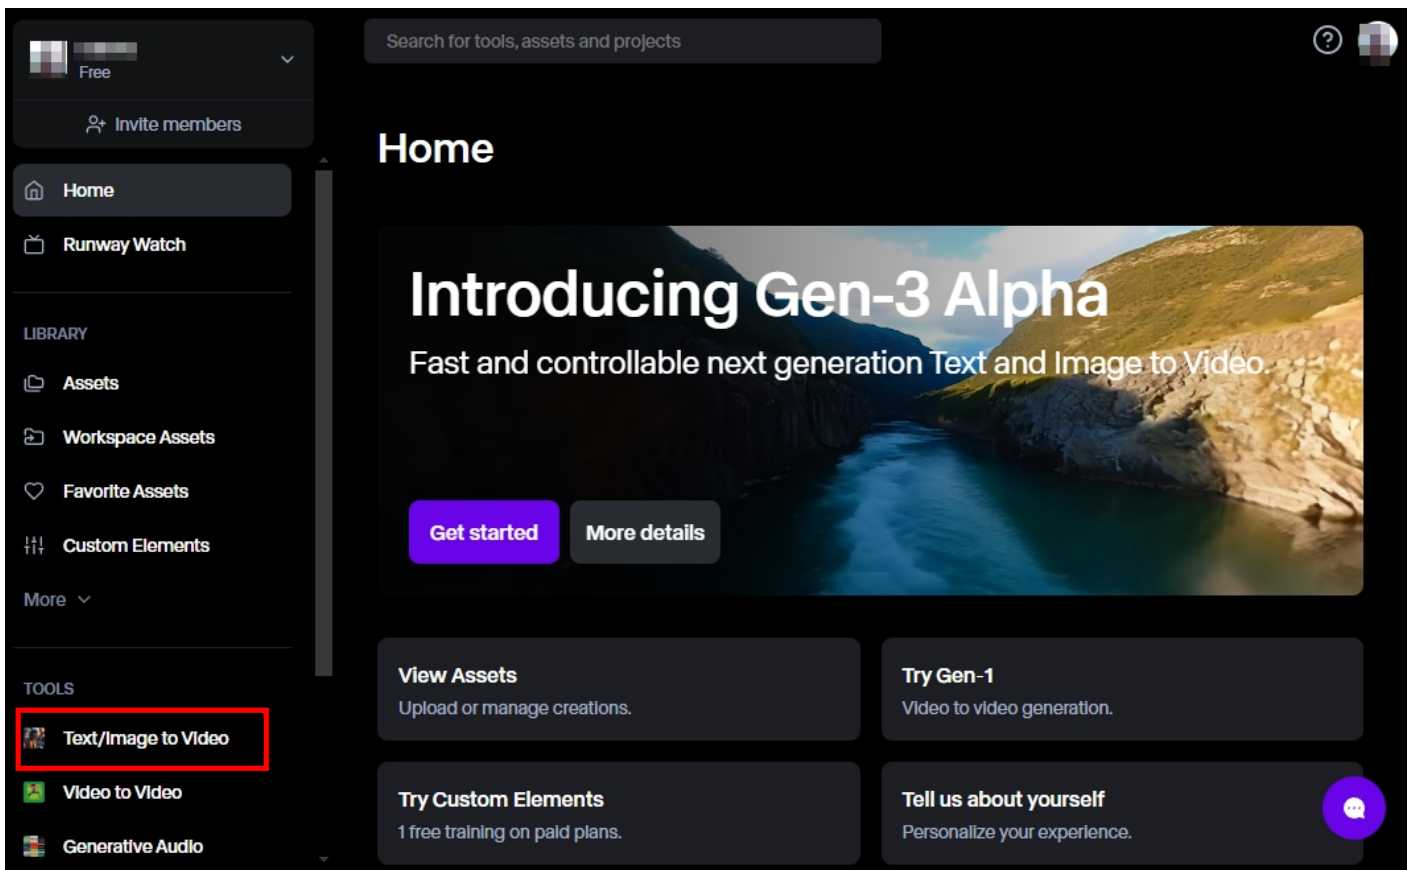 Free
Invite members
Home
Runway Watch
LIBRARY
Assets
Workspace Assets
Favorite Assets
Custom Elements
More
TOOLS
Text/Image to Video
Video to Video
Generative Audio
Search for tools, assets and projects
Home
Introducing Gen-3 Alpha
Fast and controllable next generation Text and Image to Video.
Get started
More details
View Assets
Upload or manage creations.
Try Gen-1
Video to video generation.
Try Custom Elements
1 free training on paid plans.
Tell us about yourself
Personalize your experience.